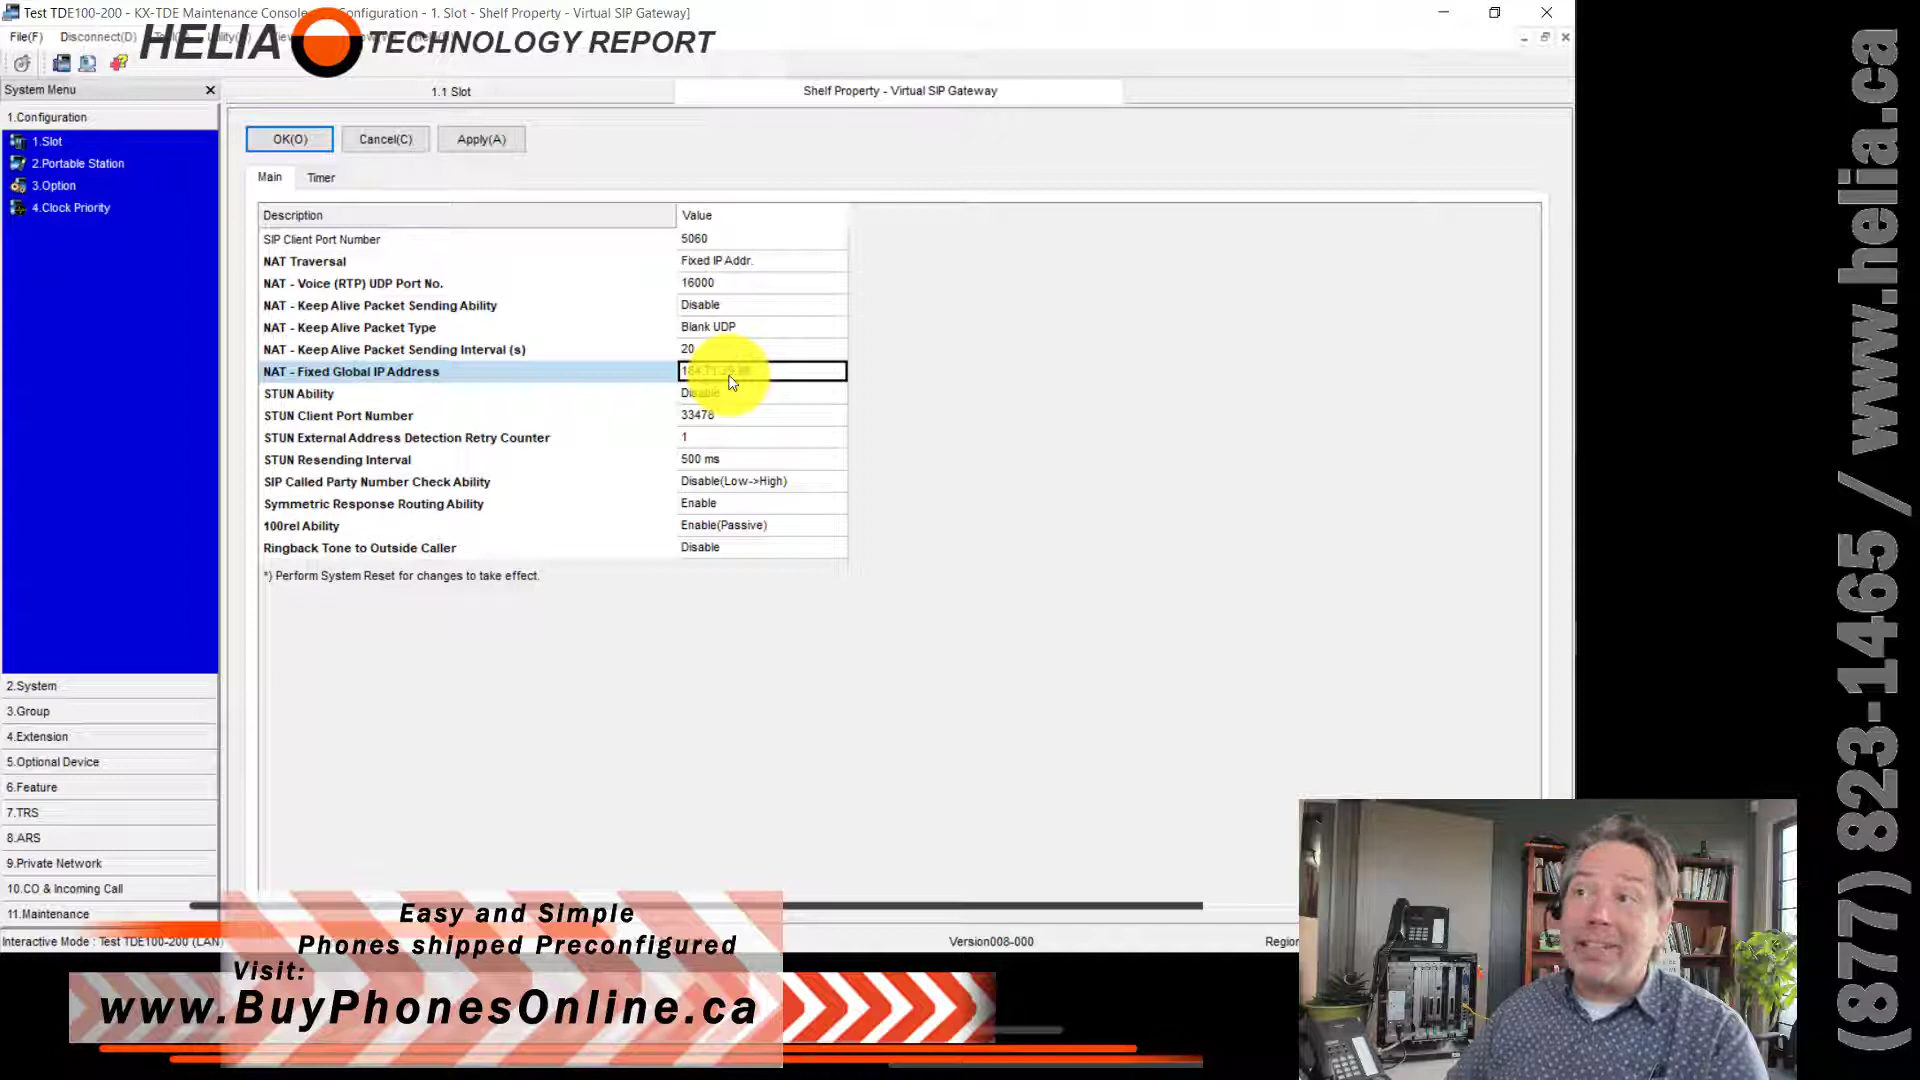 Test TDE100-200 - KX-TDE Maintenance Console
Configuration - 1. Slot - Shelf Property - Virtual SIP Gateway]
File(F) Disconnect(D)
HELIA TECHNOLOGY REPORT
System Menu
1.1 Slot
Shelf Property - Virtual SIP Gateway
1.Configuration
1.Slot
2.Portable Station
3.Option
4.Clock Priority
2.System
3.Group
4.Extension
5.Optional Device
6.Feature
7.TRS
8.ARS
9.Private Network
10.CO & Incoming Call
11.Maintenance
OK(O) Cancel(C) Apply(A)
Main Timer
Description Value
SIP Client Port Number 5060
NAT Traversal Fixed IP Addr.
NAT - Voice (RTP) UDP Port No. 16000
NAT - Keep Alive Packet Sending Ability Disable
NAT - Keep Alive Packet Type Blank UDP
NAT - Keep Alive Packet Sending Interval (s) 20
NAT - Fixed Global IP Address
STUN Ability Disable
STUN Client Port Number 33478
STUN External Address Detection Retry Counter 1
STUN Resending Interval 500 ms
SIP Called Party Number Check Ability Disable(Low->High)
Symmetric Response Routing Ability Enable
100rel Ability Enable(Passive)
Ringback Tone to Outside Caller Disable
*) Perform System Reset for changes to take effect.
Interactive Mode : Test TDE100-200 (LAN)
Version008-000
Region
Easy and Simple
Phones shipped Preconfigured
Visit:
www.BuyPhonesOnline.ca
(877) 823-1465 / www.helia.ca